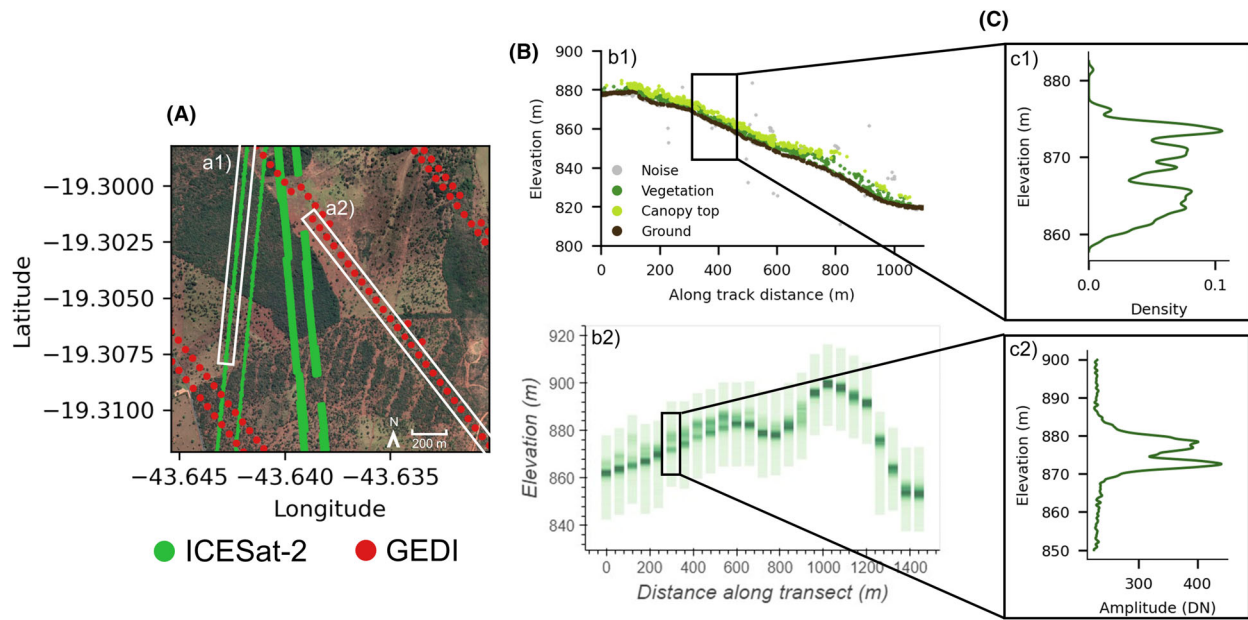 (A)
a1)
a2)
−19.3000
−19.3025
−19.3050
−19.3075
−19.3100
Latitude
N
200 m
−43.645 −43.640 −43.635
Longitude
ICESat-2 GEDI
(B)
b1)
900
880
860
840
820
800
Elevation (m)
Noise
Vegetation
Canopy top
Ground
0 200 400 600 800 1000
Along track distance (m)
b2)
920
900
880
860
840
Elevation (m)
0 200 400 600 800 1000 1200 1400
Distance along transect (m)
(C)
c1)
880
870
860
Elevation (m)
0.0 0.1
Density
c2)
900
890
880
870
860
850
Elevation (m)
300 400
Amplitude (DN)